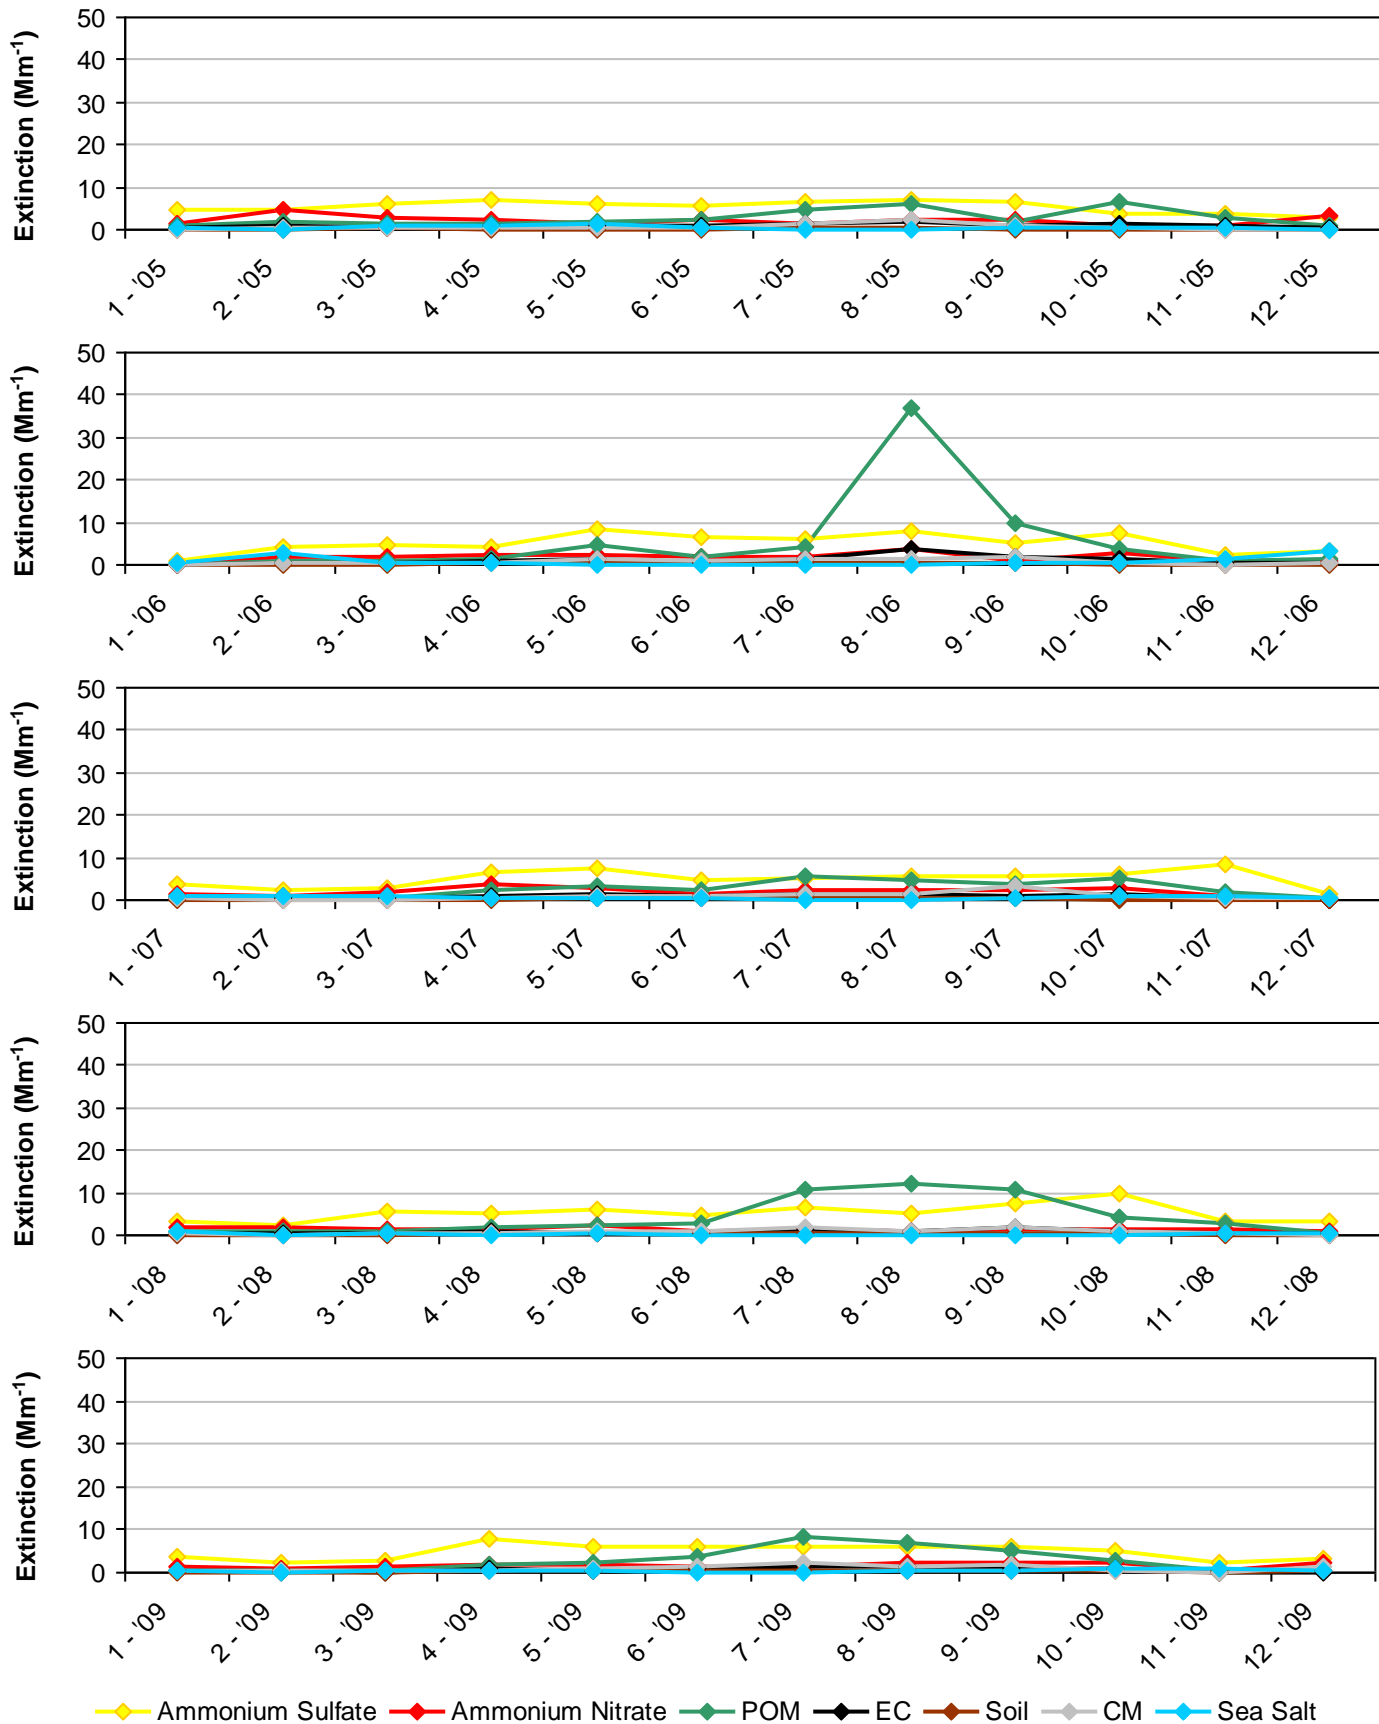 Extinction (Mm-1)
50
40
30
20
10
0
1 - '05 2 - '05 3 - '05 4 - '05 5 - '05 6 - '05 7 - '05 8 - '05 9 - '05 10 - '05 11 - '05 12 - '05
Extinction (Mm-1)
50
40
30
20
10
0
1 - '06 2 - '06 3 - '06 4 - '06 5 - '06 6 - '06 7 - '06 8 - '06 9 - '06 10 - '06 11 - '06 12 - '06
Extinction (Mm-1)
50
40
30
20
10
0
1 - '07 2 - '07 3 - '07 4 - '07 5 - '07 6 - '07 7 - '07 8 - '07 9 - '07 10 - '07 11 - '07 12 - '07
Extinction (Mm-1)
50
40
30
20
10
0
1 - '08 2 - '08 3 - '08 4 - '08 5 - '08 6 - '08 7 - '08 8 - '08 9 - '08 10 - '08 11 - '08 12 - '08
Extinction (Mm-1)
50
40
30
20
10
0
1 - '09 2 - '09 3 - '09 4 - '09 5 - '09 6 - '09 7 - '09 8 - '09 9 - '09 10 - '09 11 - '09 12 - '09
Ammonium Sulfate Ammonium Nitrate POM EC Soil CM Sea Salt